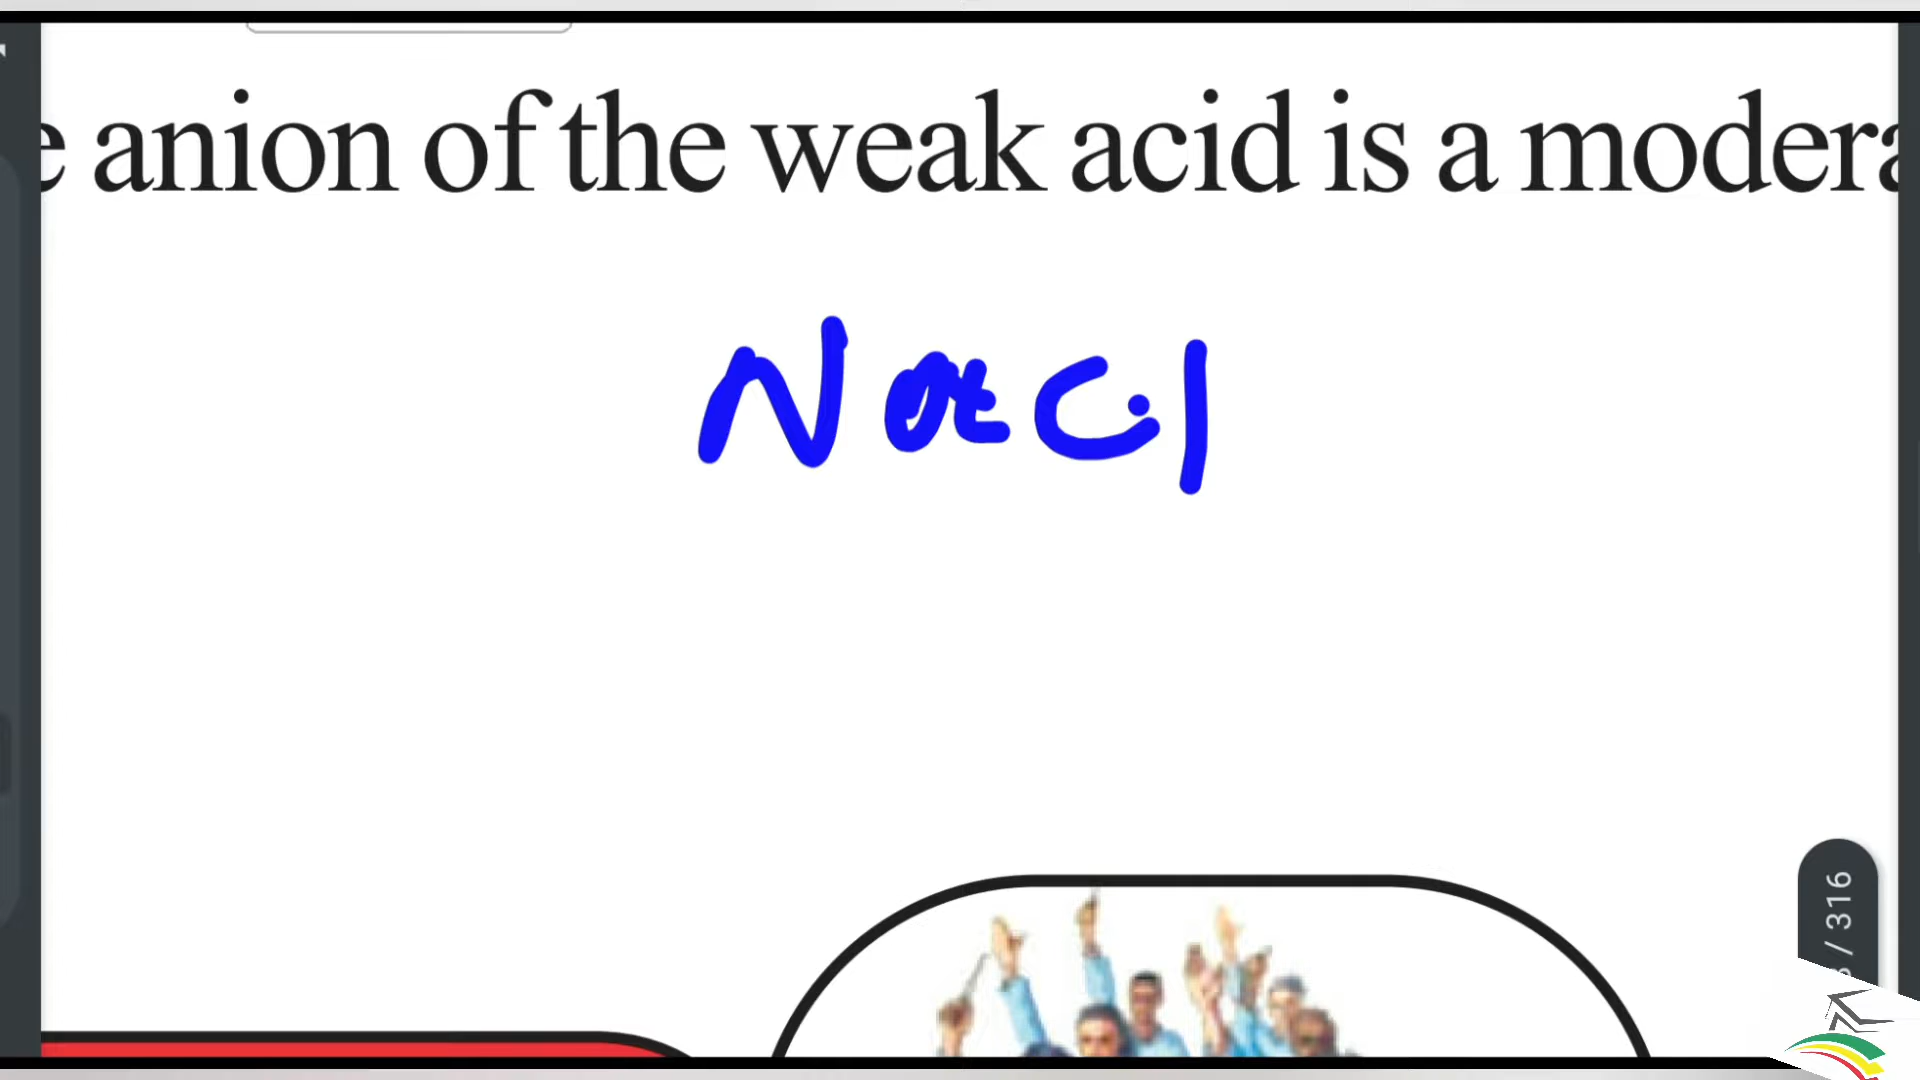 e anion of the weak acid is a modera
NaCl
/ 316